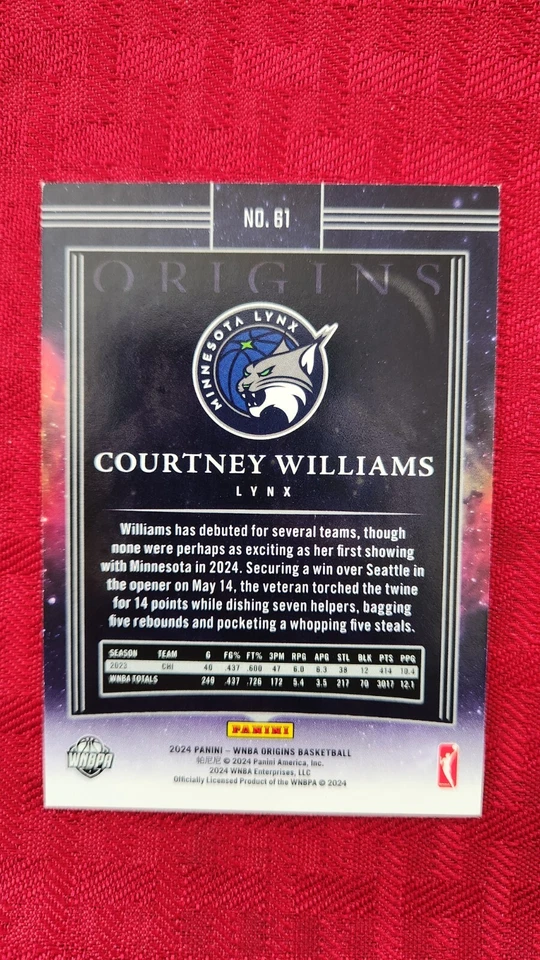 NO. 61
ORIGINS
MINNESOTA LYNX
COURTNEY WILLIAMS
LYNX
Williams has debuted for several teams, though
none were perhaps as exciting as her first showing
with Minnesota in 2024. Securing a win over Seattle in
the opener on May 14, the veteran torched the twine
for 14 points while dishing seven helpers, bagging
five rebounds and pocketing a whopping five steals.
SEASON TEAM G FG% FT% 3PM RPG APG STL BLK PTS PPG
2023 CHI 40 .437 .600 47 6.0 6.3 38 12 414 10.4
WNBA TOTALS 249 .437 .726 172 5.4 3.5 217 70 3017 12.1
PANINI
2024 PANINI – WNBA ORIGINS BASKETBALL
帕尼尼 © 2024 Panini America, Inc.
2024 WNBA Enterprises, LLC
Officially Licensed Product of the WNBPA © 2024
WNBPA